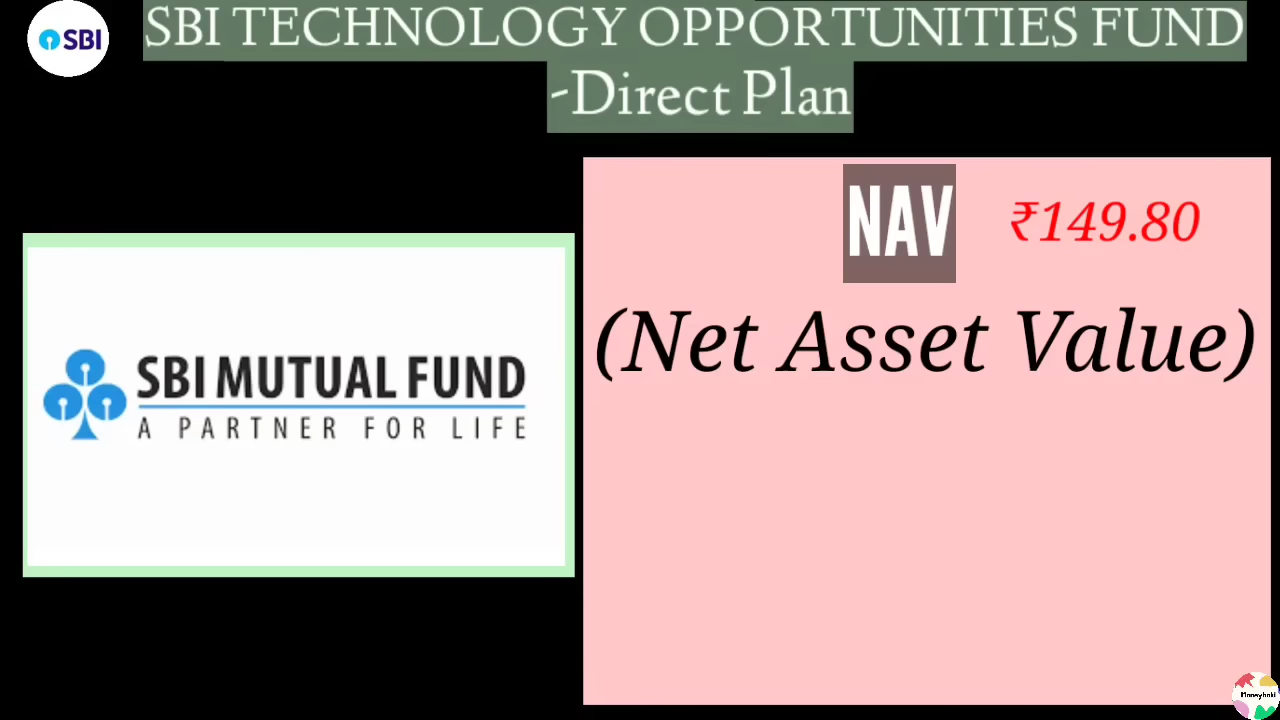 SBI
SBI TECHNOLOGY OPPORTUNITIES FUND
-Direct Plan
NAV ₹149.80
(Net Asset Value)
SBI MUTUAL FUND
A PARTNER FOR LIFE